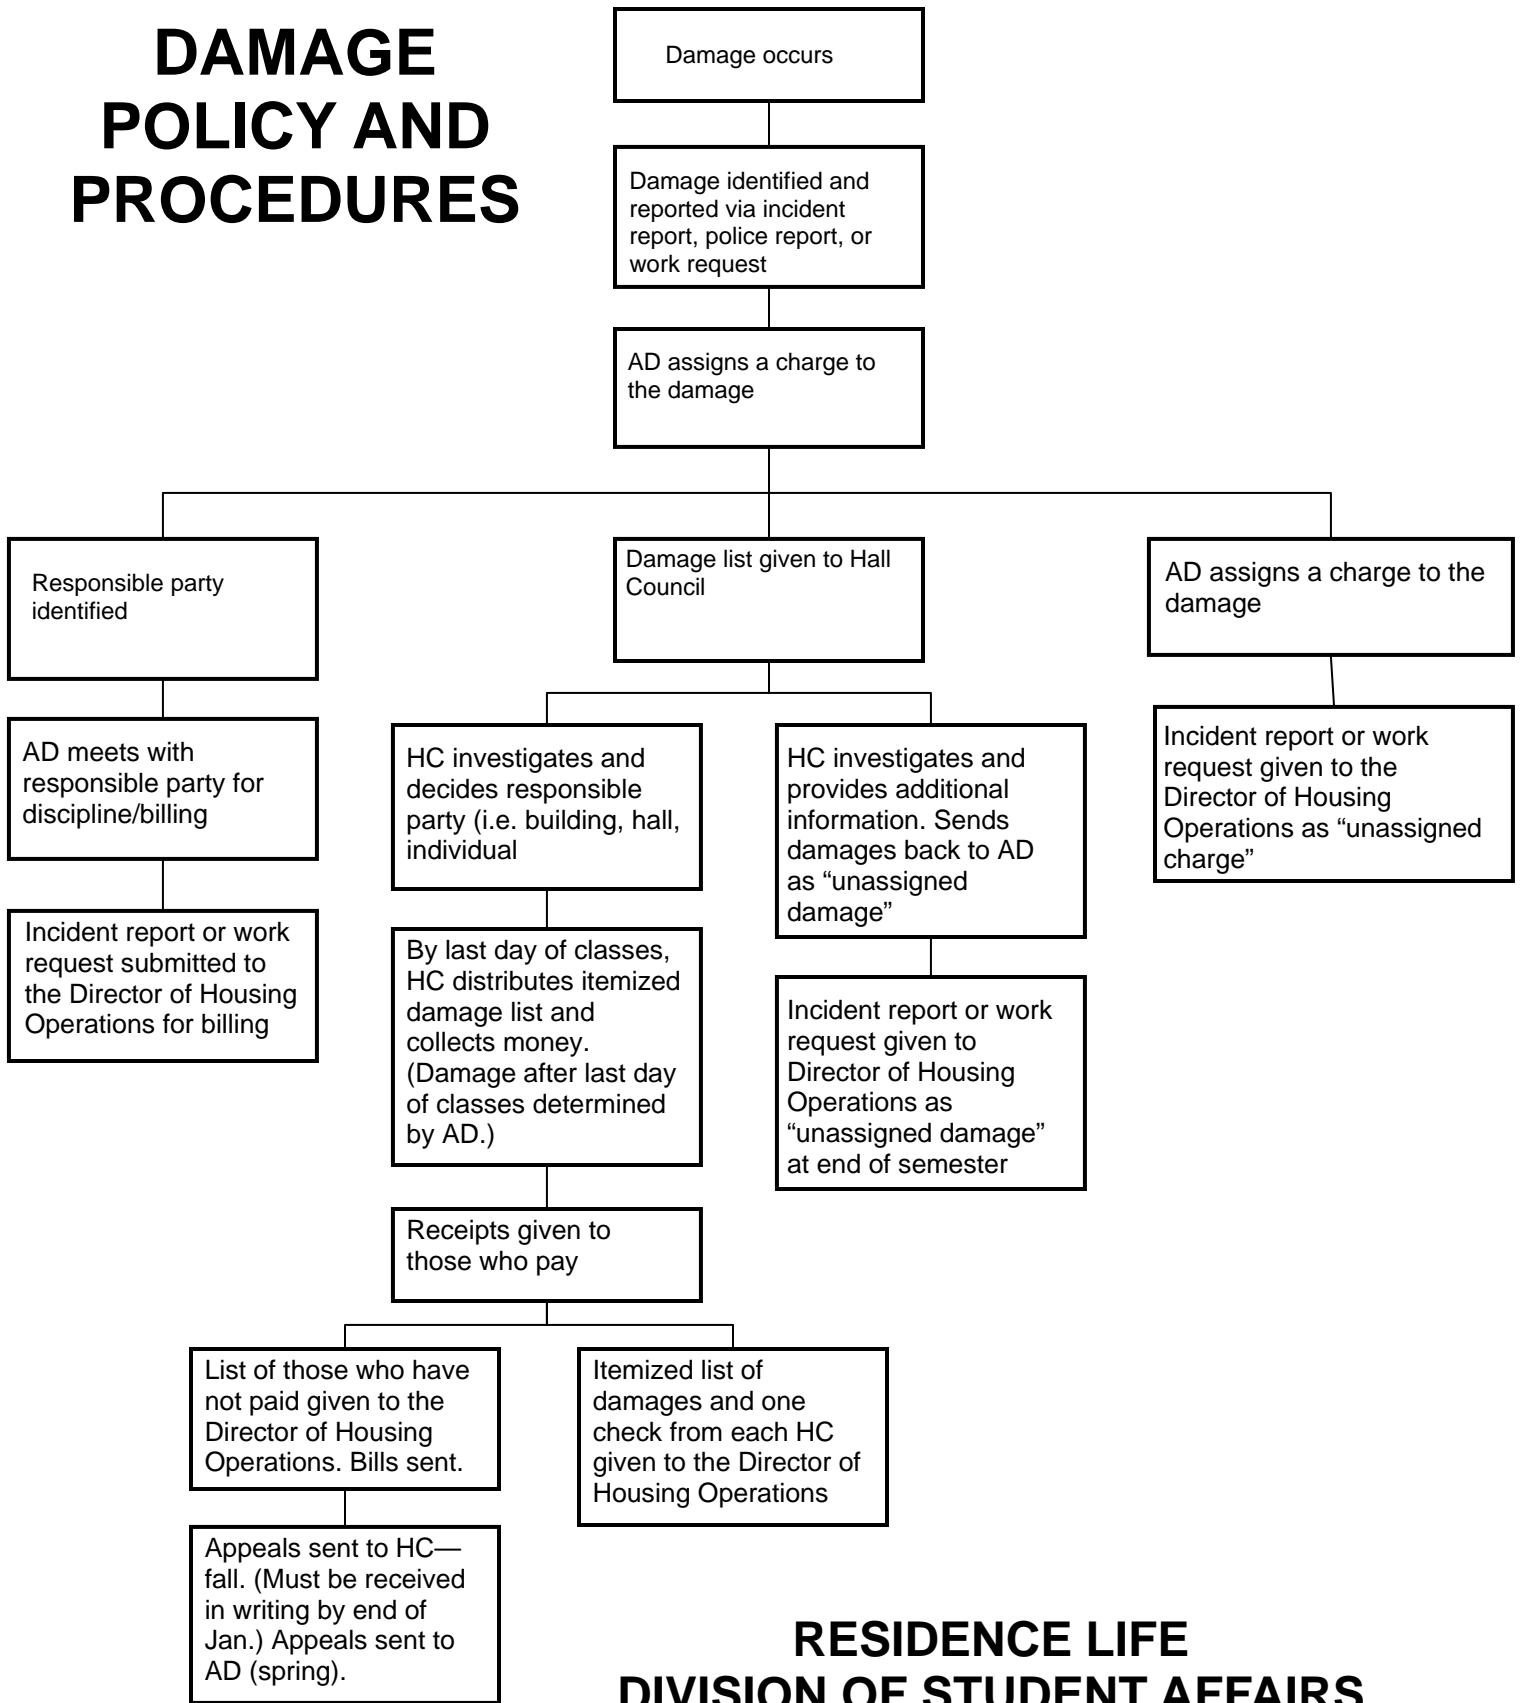 DAMAGE
POLICY AND
PROCEDURES
Damage occurs
Damage identified and
reported via incident
report, police report, or
work request
AD assigns a charge to
the damage
Responsible party
identified
Damage list given to Hall
Council
AD assigns a charge to the
damage
AD meets with
responsible party for
discipline/billing
HC investigates and
decides responsible
party (i.e. building, hall,
individual
HC investigates and
provides additional
information. Sends
damages back to AD
as “unassigned
damage”
Incident report or work
request given to the
Director of Housing
Operations as “unassigned
charge”
Incident report or work
request submitted to
the Director of Housing
Operations for billing
By last day of classes,
HC distributes itemized
damage list and
collects money.
(Damage after last day
of classes determined
by AD.)
Incident report or work
request given to
Director of Housing
Operations as
“unassigned damage”
at end of semester
Receipts given to
those who pay
List of those who have
not paid given to the
Director of Housing
Operations. Bills sent.
Itemized list of
damages and one
check from each HC
given to the Director of
Housing Operations
Appeals sent to HC—
fall. (Must be received
in writing by end of
Jan.) Appeals sent to
AD (spring).
RESIDENCE LIFE
DIVISION OF STUDENT AFFAIRS